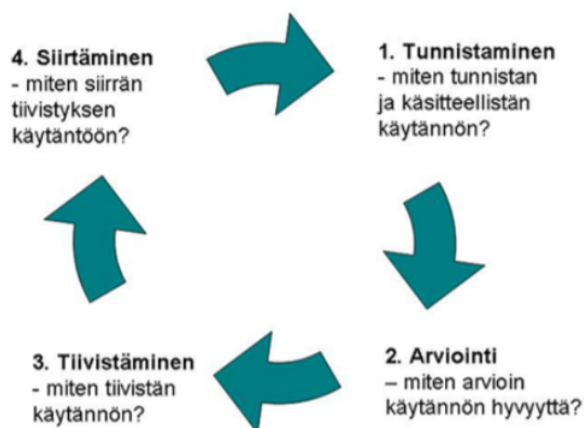 4. Siirtäminen
- miten siirrän
tiivistyksen
käytäntöön?
1. Tunnistaminen
- miten tunnistan
ja käsitteellistän
käytännön?
3. Tiivistäminen
- miten tiivistän
käytännön?
2. Arviointi
– miten arvioin
käytännön hyvyyttä?